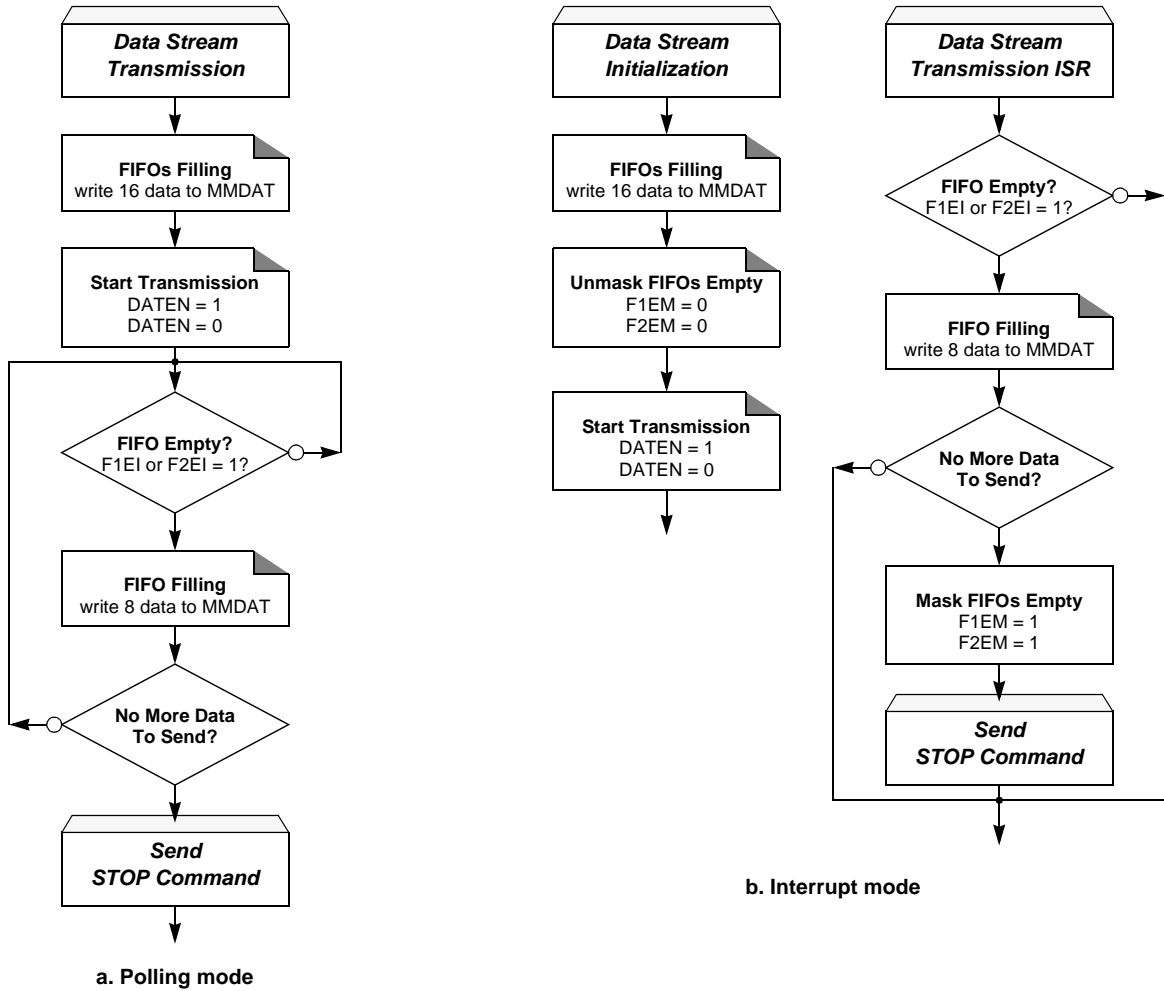 Data Stream
Transmission
FIFOs Filling
write 16 data to MMDAT
Start Transmission
DATEN = 1
DATEN = 0
FIFO Empty?
F1EI or F2EI = 1?
FIFO Filling
write 8 data to MMDAT
No More Data
To Send?
Send
STOP Command
a. Polling mode
Data Stream
Initialization
FIFOs Filling
write 16 data to MMDAT
Unmask FIFOs Empty
F1EM = 0
F2EM = 0
Start Transmission
DATEN = 1
DATEN = 0
Data Stream
Transmission ISR
FIFO Empty?
F1EI or F2EI = 1?
FIFO Filling
write 8 data to MMDAT
No More Data
To Send?
Mask FIFOs Empty
F1EM = 1
F2EM = 1
Send
STOP Command
b. Interrupt mode